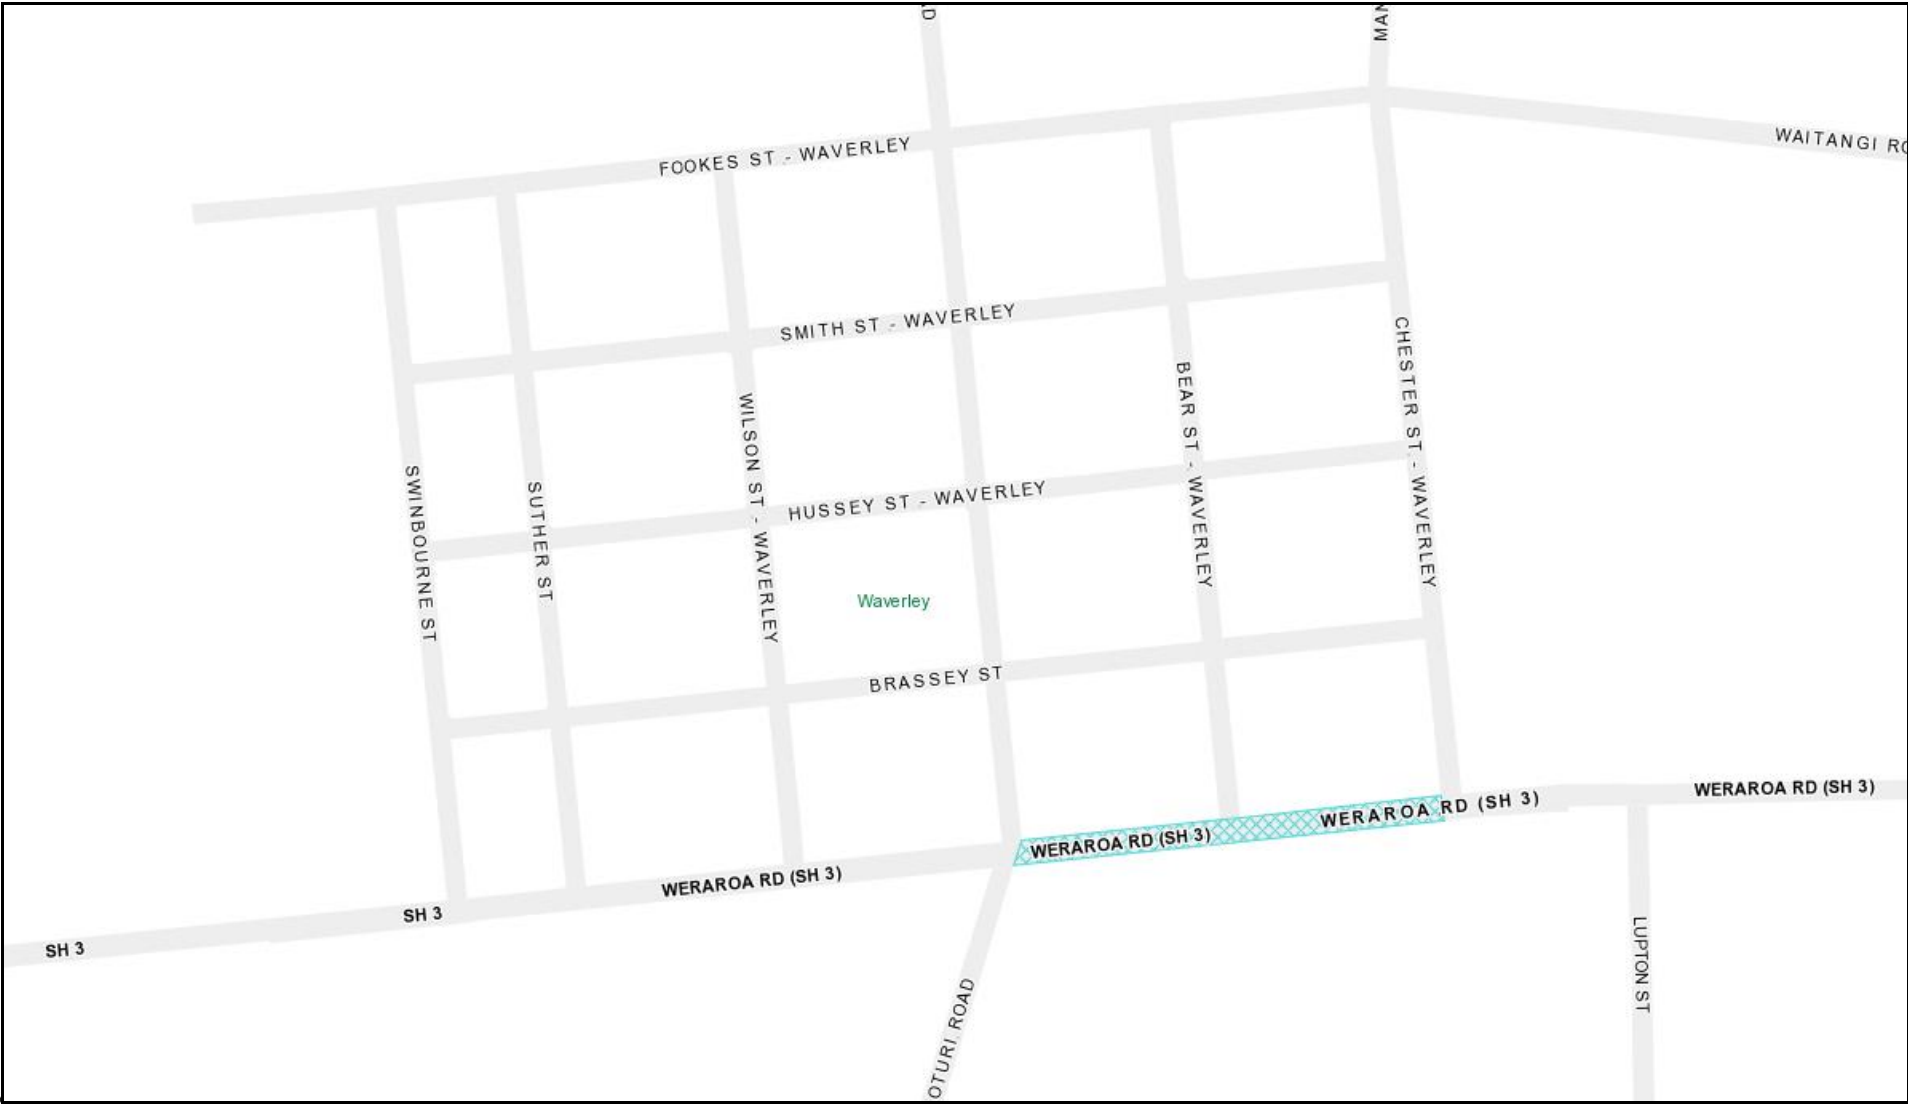 D
MAN
WAITANGI RO
FOOKES ST - WAVERLEY
SMITH ST - WAVERLEY
CHESTER ST - WAVERLEY
BEAR ST - WAVERLEY
WILSON ST - WAVERLEY
SWINBOURNE ST
SUTHER ST
HUSSEY ST - WAVERLEY
Waverley
BRASSEY ST
WERAROA RD (SH 3)
WERAROA RD (SH 3)
WERAROA RD (SH 3)
WERAROA RD (SH 3)
SH 3
SH 3
LUPTON ST
OTURI ROAD